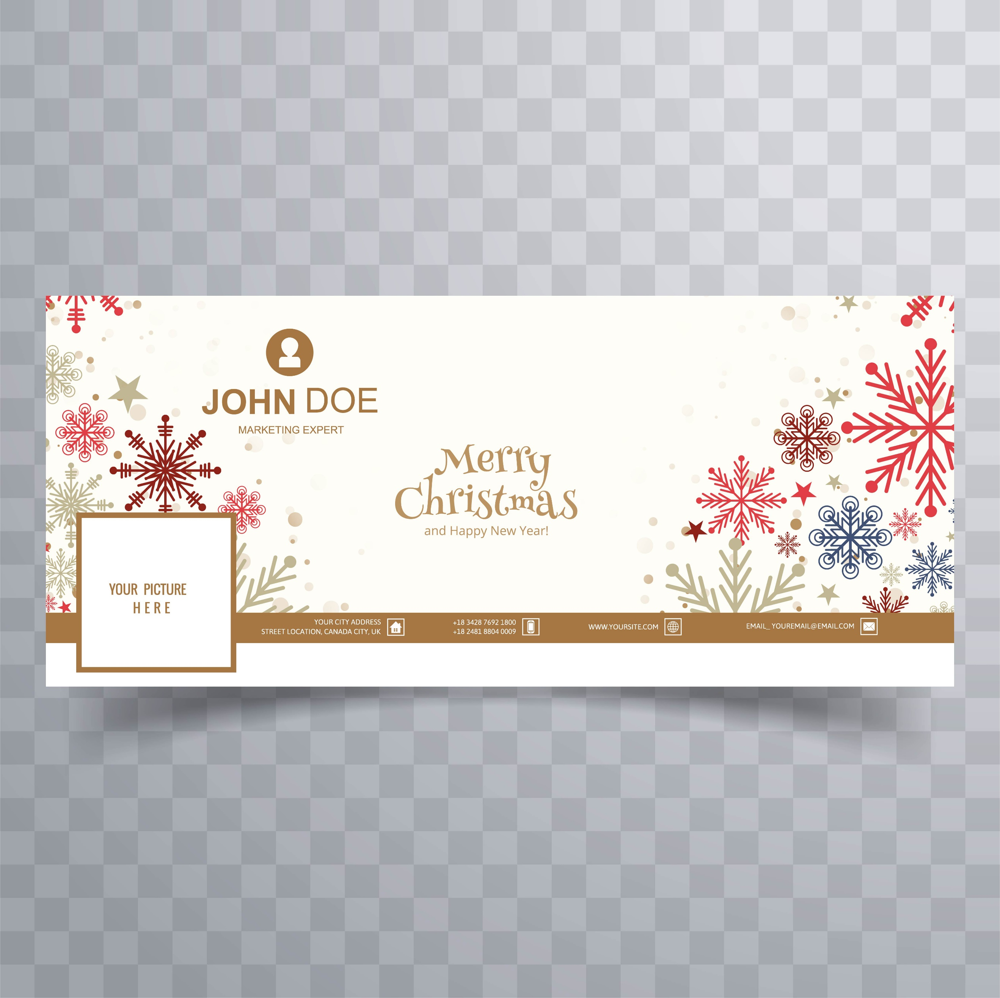 JOHN DOE
MARKETING EXPERT
Merry
Christmas
and Happy New Year!
YOUR PICTURE
HERE
YOUR CITY ADDRESS
STREET LOCATION, CANADA CITY, UK
+18 3428 7692 1800
+18 2481 8804 0009
WWW.YOURSITE.COM
EMAIL_ YOUREMAIL@EMAIL.COM